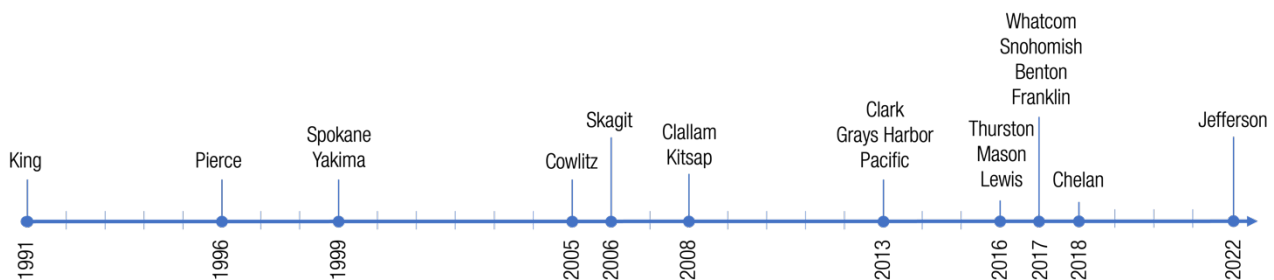 King
1991
Pierce
1996
Spokane
Yakima
1999
Cowlitz
2005
Skagit
2006
Clallam
Kitsap
2008
Clark
Grays Harbor
Pacific
2013
Thurston
Mason
Lewis
2016
Whatcom
Snohomish
Benton
Franklin
2017
Chelan
2018
Jefferson
2022